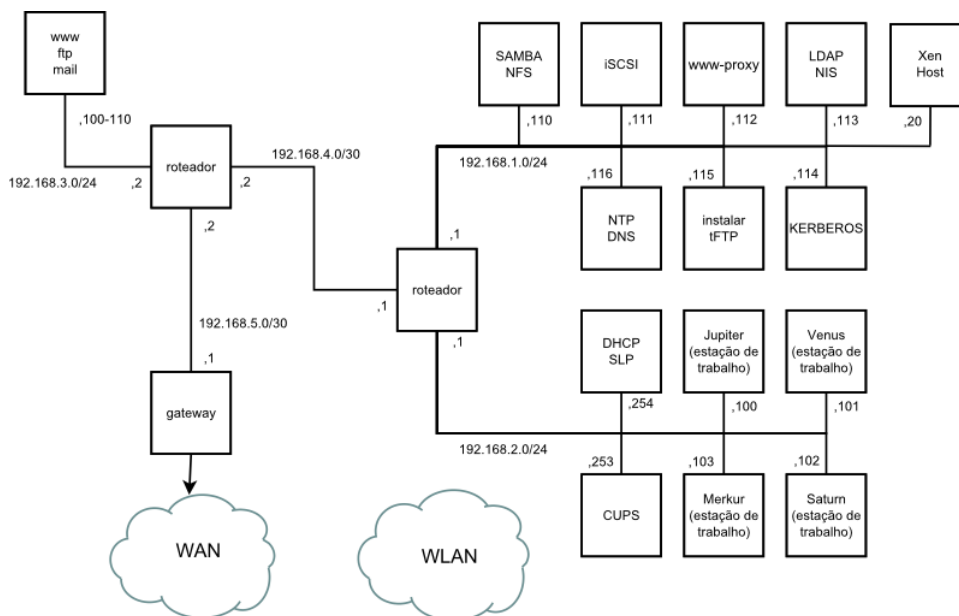 www
ftp
mail
SAMBA
NFS
iSCSI
www-proxy
LDAP
NIS
Xen
Host
,100-110
,110
,111
,112
,113
,20
192.168.3.0/24
,2
roteador
,2
192.168.4.0/30
192.168.1.0/24
,2
,116
,115
,114
NTP
DNS
instalar
tFTP
KERBEROS
,1
roteador
,1
,1
192.168.5.0/30
,1
gateway
DHCP
SLP
Jupiter
(estação de
trabalho)
Venus
(estação de
trabalho)
,254
,100
,101
192.168.2.0/24
,253
,103
,102
CUPS
Merkur
(estação de
trabalho)
Saturn
(estação de
trabalho)
WAN
WLAN